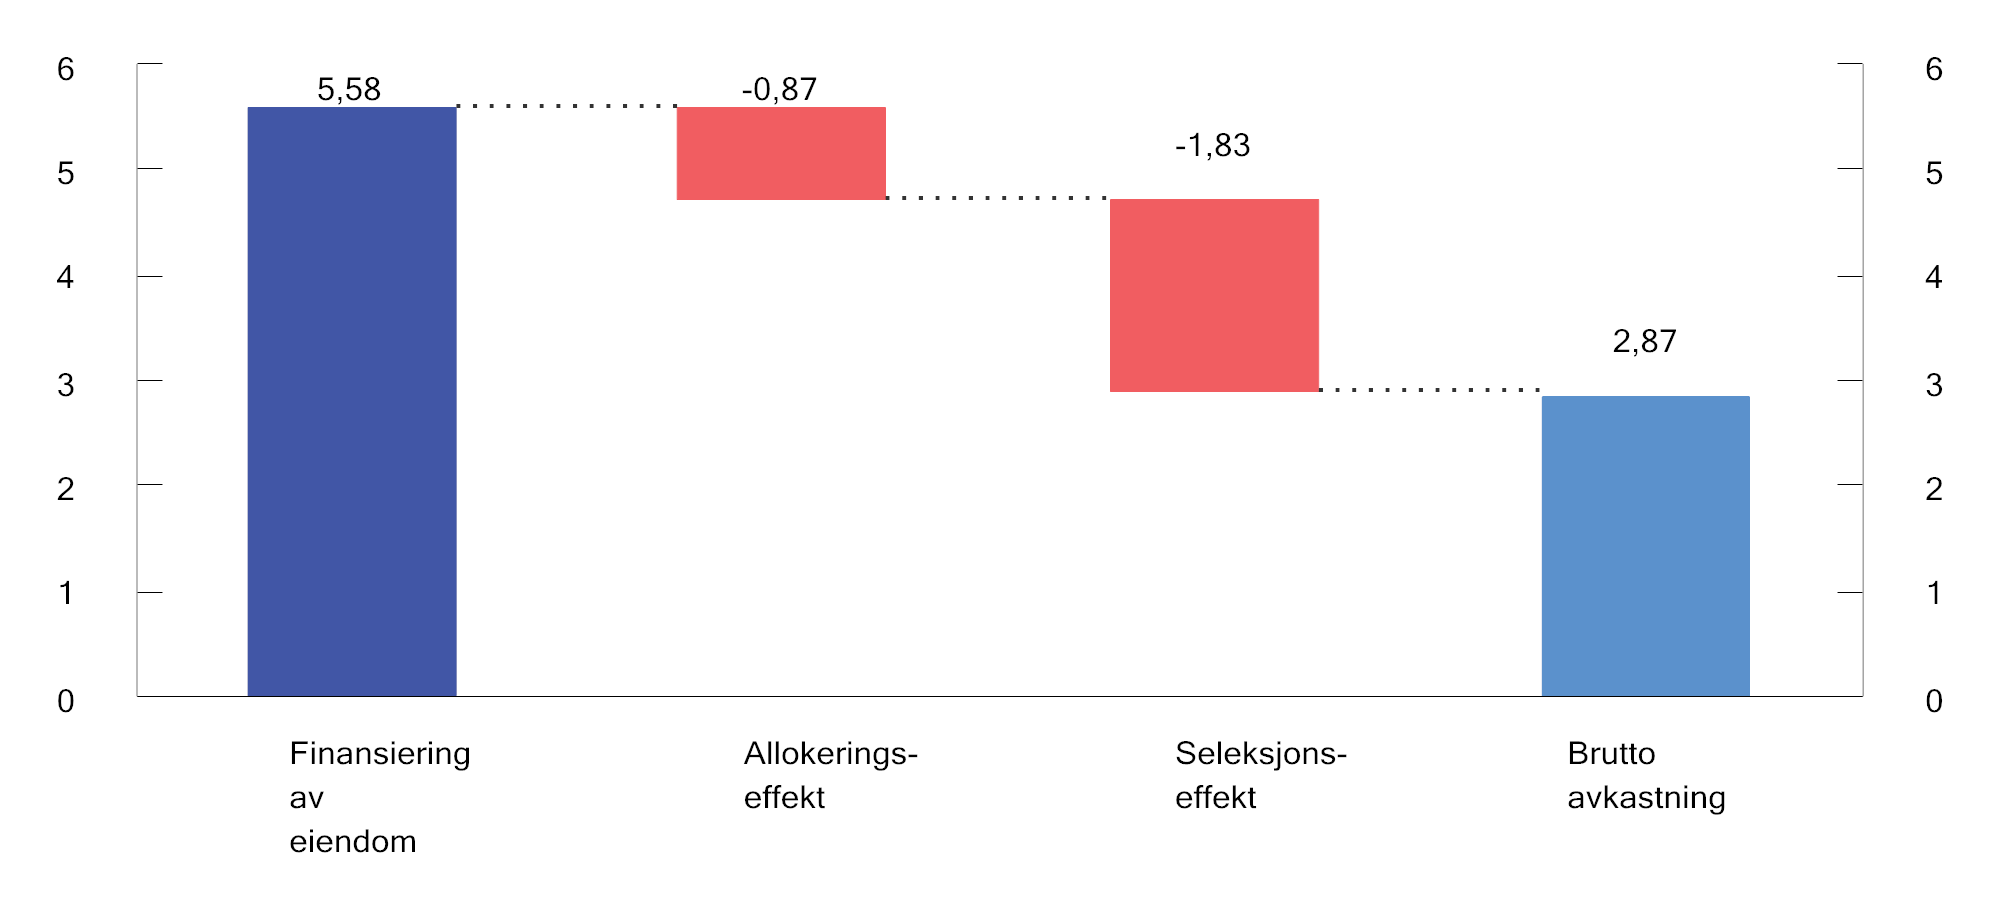 6
5
4
3
2
1
0
5,58
-0,87
-1,83
2,87
6
5
4
3
2
1
0
Finansiering
av
eiendom
Allokerings-
effekt
Seleksjons-
effekt
Brutto
avkastning